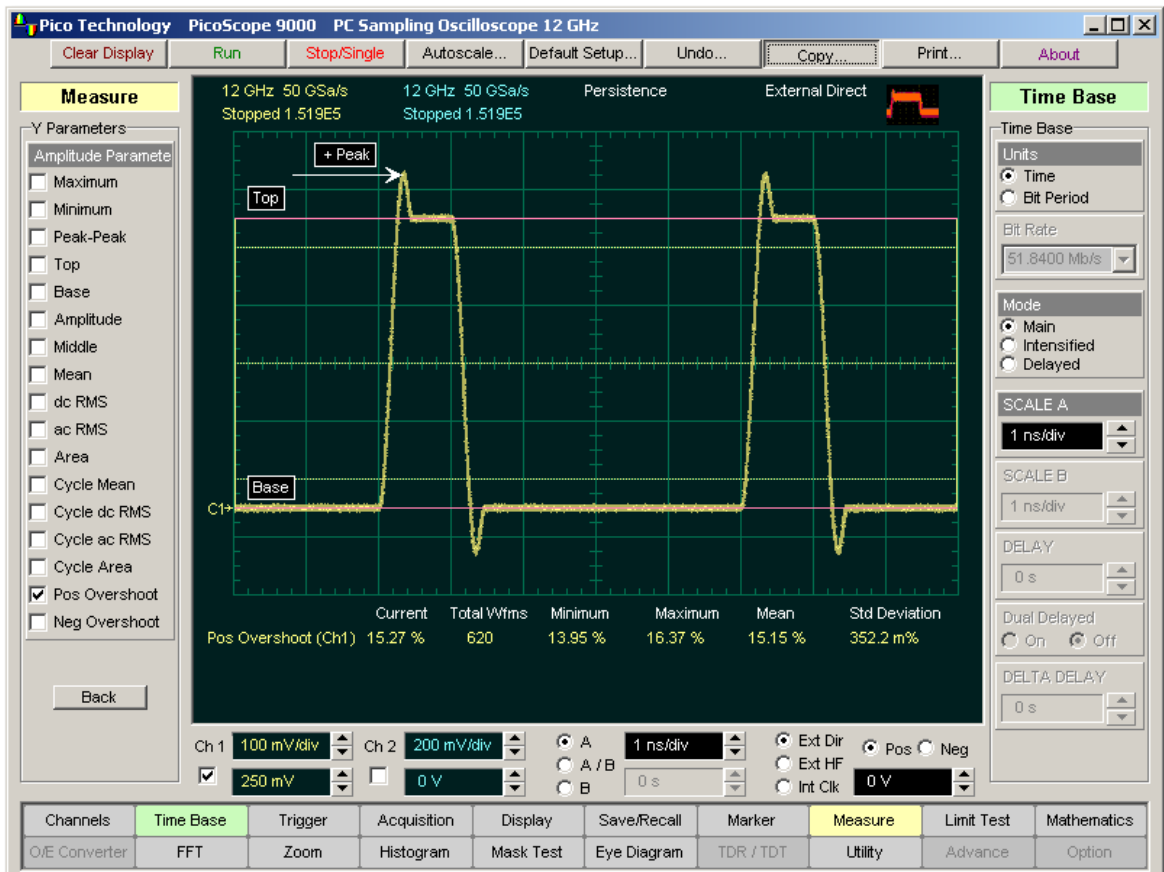 Pico Technology PicoScope 9000 PC Sampling Oscilloscope 12 GHz
Clear Display Run Stop/Single Autoscale... Default Setup... Undo... Copy... Print... About
Measure
Y Parameters
Amplitude Paramete
Maximum
Minimum
Peak-Peak
Top
Base
Amplitude
Middle
Mean
dc RMS
ac RMS
Area
Cycle Mean
Cycle dc RMS
Cycle ac RMS
Cycle Area
Pos Overshoot
Neg Overshoot
Back
12 GHz 50 GSa/s 12 GHz 50 GSa/s Persistence External Direct
Stopped 1.519E5 Stopped 1.519E5
+ Peak
Top
Base
C1
Current Total Wfms Minimum Maximum Mean Std Deviation
Pos Overshoot (Ch1) 15.27 % 620 13.95 % 16.37 % 15.15 % 352.2 m%
Time Base
Time Base
Units
Time
Bit Period
Bit Rate
51.8400 Mb/s
Mode
Main
Intensified
Delayed
SCALE A
1 ns/div
SCALE B
1 ns/div
DELAY
0 s
Dual Delayed
On Off
DELTA DELAY
0 s
Ch 1 100 mV/div Ch 2 200 mV/div A 1 ns/div Ext Dir Pos Neg
A / B Ext HF
250 mV 0 V B 0 s Int Clk 0 V
Channels Time Base Trigger Acquisition Display Save/Recall Marker Measure Limit Test Mathematics
O/E Converter FFT Zoom Histogram Mask Test Eye Diagram TDR / TDT Utility Advance Option